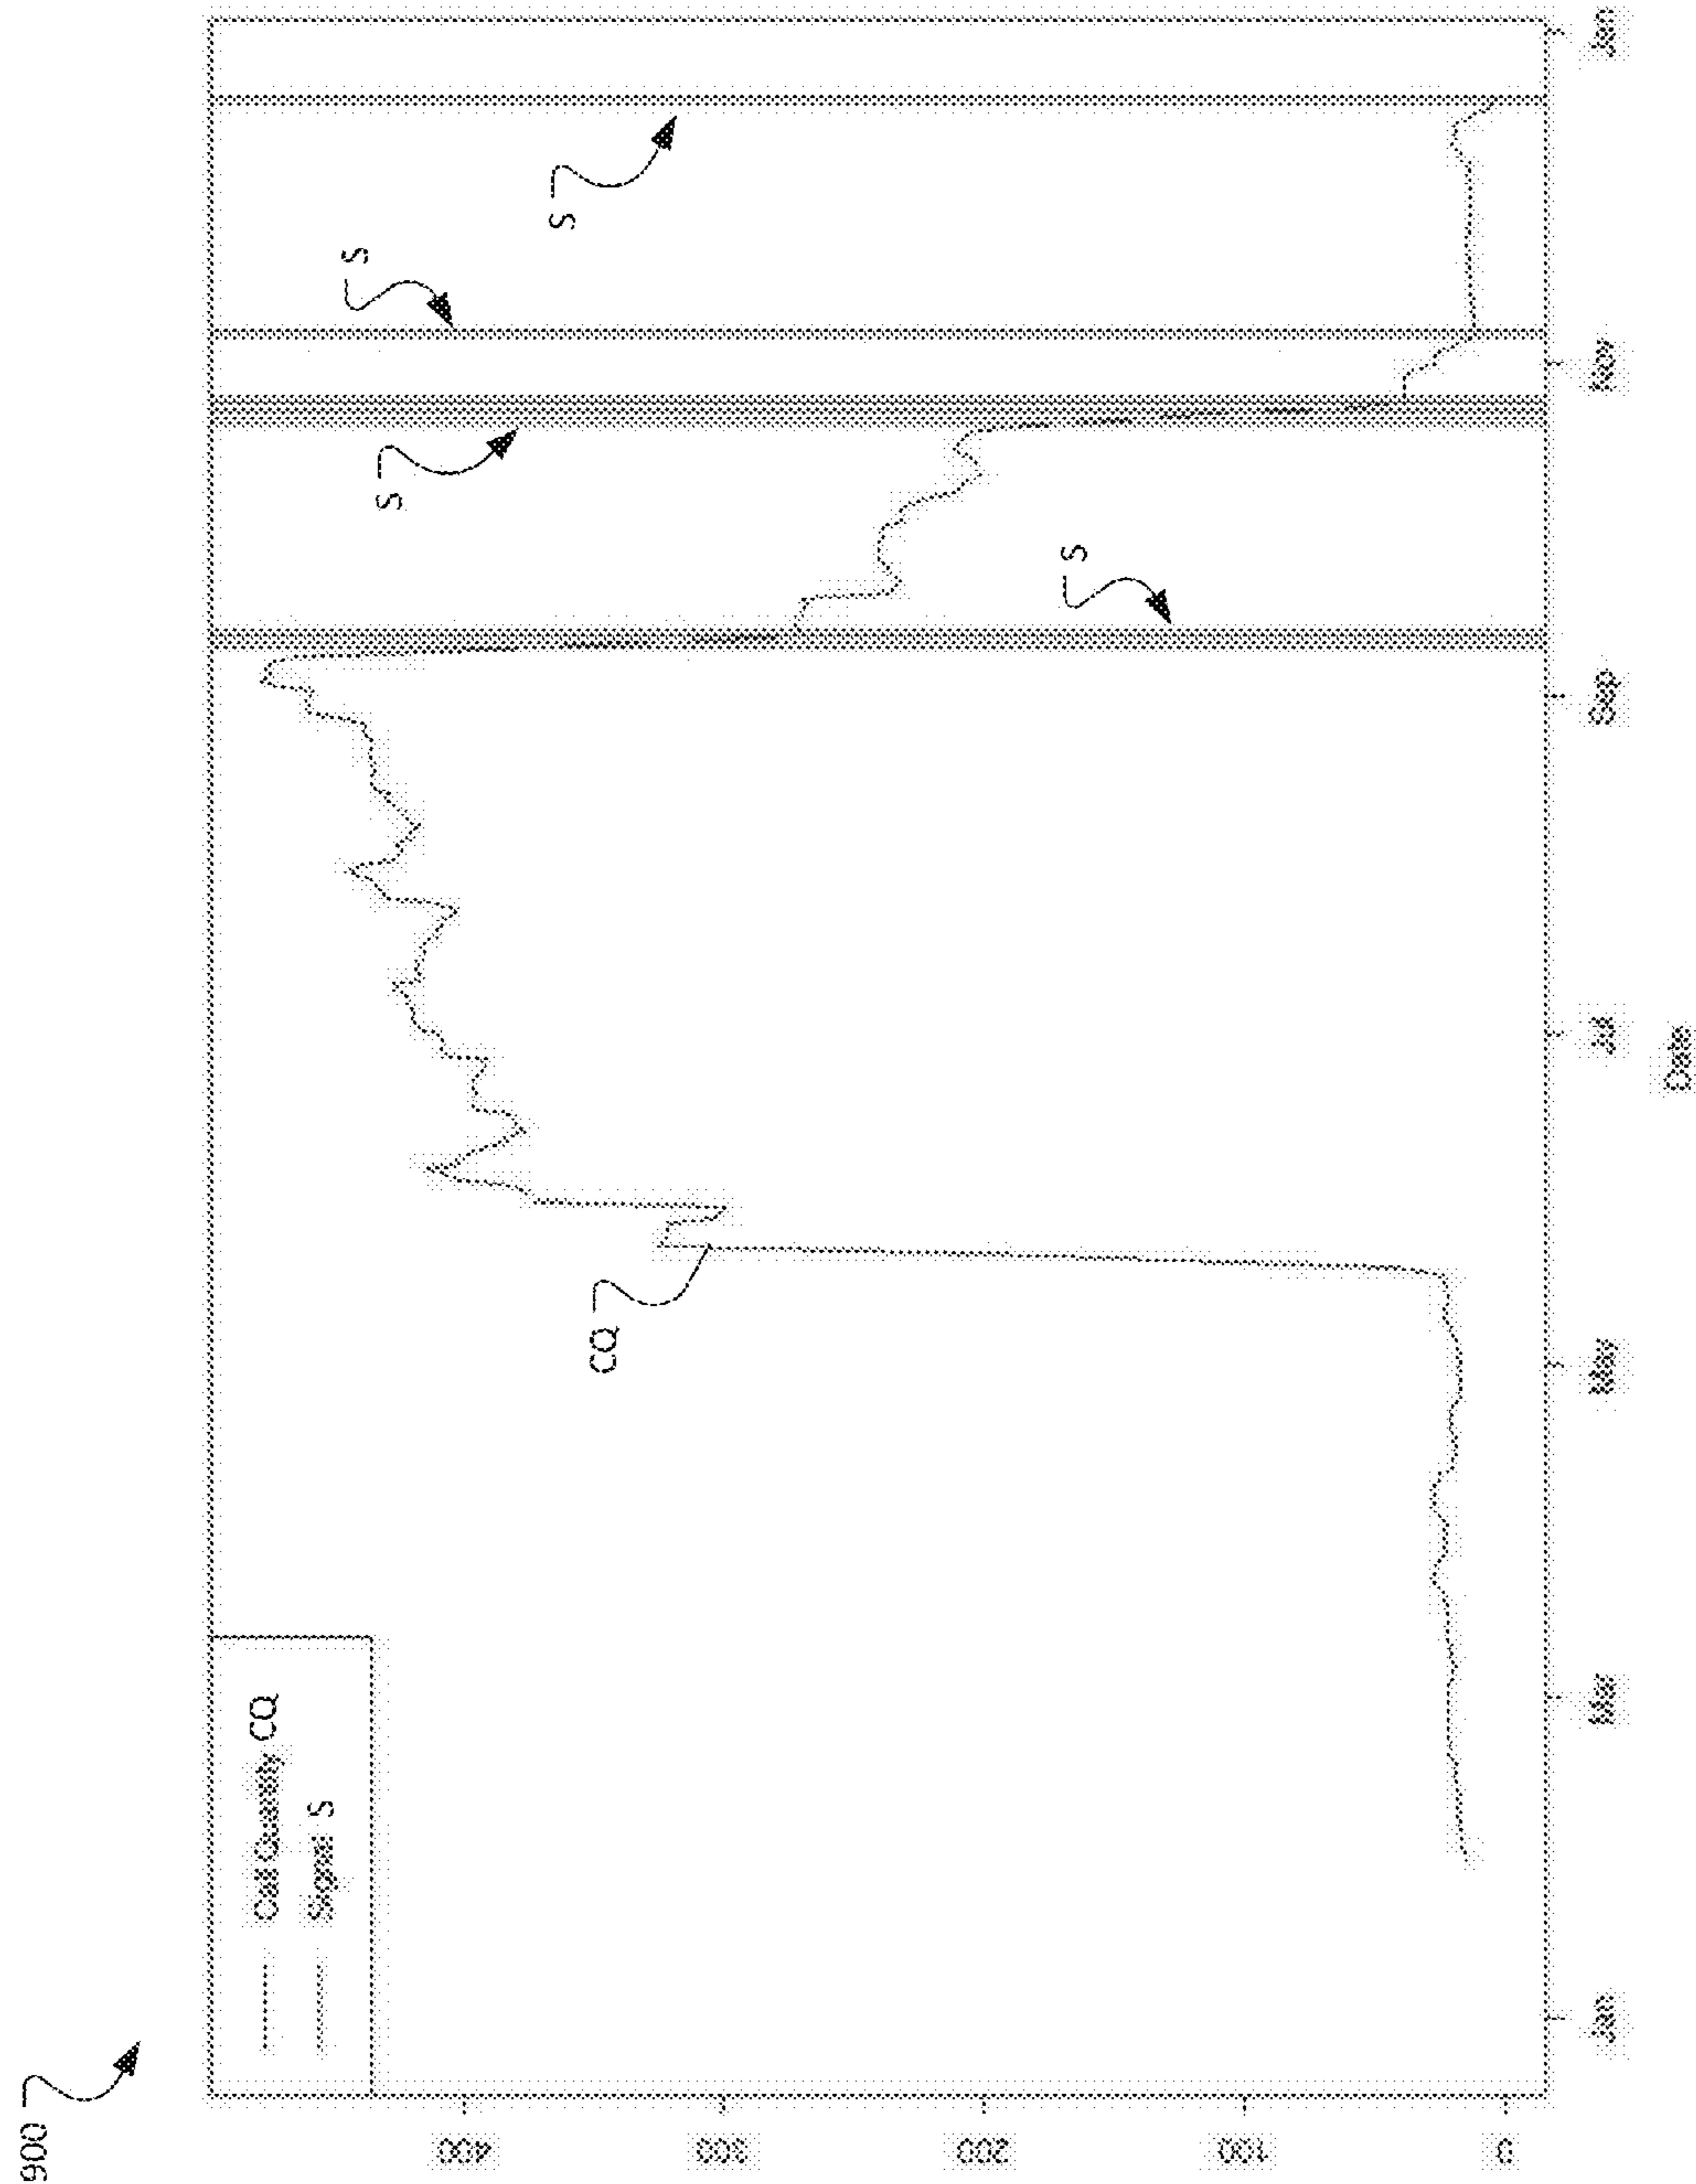 900
Call Quantity CQ
Signal S
CQ
S
S
S
S
400
300
200
100
0
Jan
Mar
May
Jul
Sep
Nov
Jan
Date